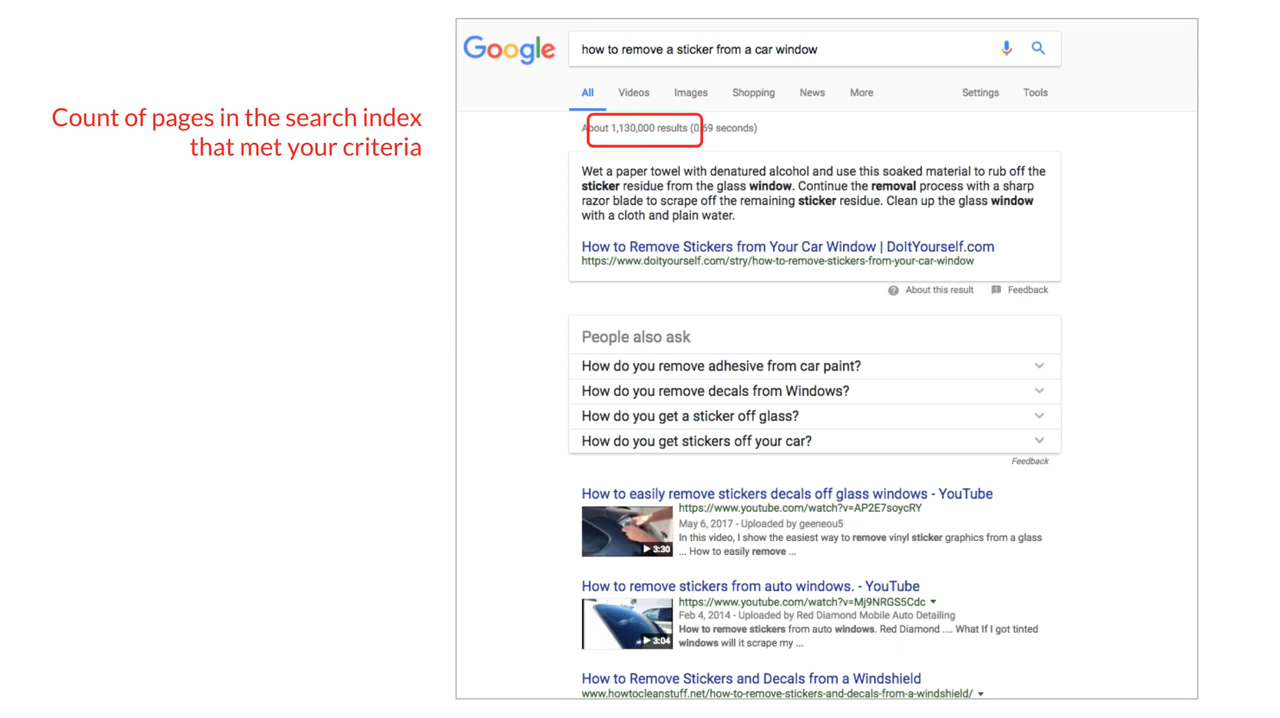 Count of pages in the search index
that met your criteria
Google
how to remove a sticker from a car window
All Videos Images Shopping News More Settings Tools
About 1,130,000 results (0.69 seconds)
Wet a paper towel with denatured alcohol and use this soaked material to rub off the
sticker residue from the glass window. Continue the removal process with a sharp
razor blade to scrape off the remaining sticker residue. Clean up the glass window
with a cloth and plain water.
How to Remove Stickers from Your Car Window | DoItYourself.com
https://www.doityourself.com/stry/how-to-remove-stickers-from-your-car-window
About this result Feedback
People also ask
How do you remove adhesive from car paint?
How do you remove decals from Windows?
How do you get a sticker off glass?
How do you get stickers off your car?
Feedback
How to easily remove stickers decals off glass windows - YouTube
https://www.youtube.com/watch?v=AP2E7soycRY
May 6, 2017 - Uploaded by geeneou5
In this video, I show the easiest way to remove vinyl sticker graphics from a glass
... How to easily remove ...
3:30
How to remove stickers from auto windows. - YouTube
https://www.youtube.com/watch?v=Mj9NRGS5Cdc
Feb 4, 2014 - Uploaded by Red Diamond Mobile Auto Detailing
How to remove stickers from auto windows. Red Diamond .... What If I got tinted
windows will it scrape my ...
3:04
How to Remove Stickers and Decals from a Windshield
www.howtocleanstuff.net/how-to-remove-stickers-and-decals-from-a-windshield/